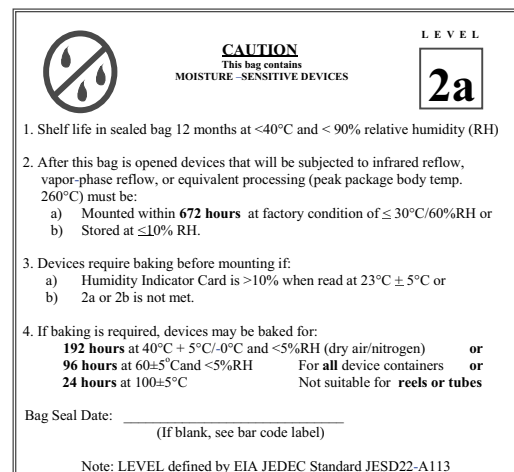 LEVEL
CAUTION
This bag contains
MOISTURE –SENSITIVE DEVICES
2a
1. Shelf life in sealed bag 12 months at <40°C and < 90% relative humidity (RH)
2. After this bag is opened devices that will be subjected to infrared reflow,
vapor-phase reflow, or equivalent processing (peak package body temp.
260°C) must be:
a) Mounted within 672 hours at factory condition of ≤ 30°C/60%RH or
b) Stored at ≤10% RH.
3. Devices require baking before mounting if:
a) Humidity Indicator Card is >10% when read at 23°C ± 5°C or
b) 2a or 2b is not met.
4. If baking is required, devices may be baked for:
192 hours at 40°C + 5°C/-0°C and <5%RH (dry air/nitrogen) or
96 hours at 60±5°Cand <5%RH For all device containers or
24 hours at 100±5°C Not suitable for reels or tubes
Bag Seal Date: ______________________________
(If blank, see bar code label)
Note: LEVEL defined by EIA JEDEC Standard JESD22-A113